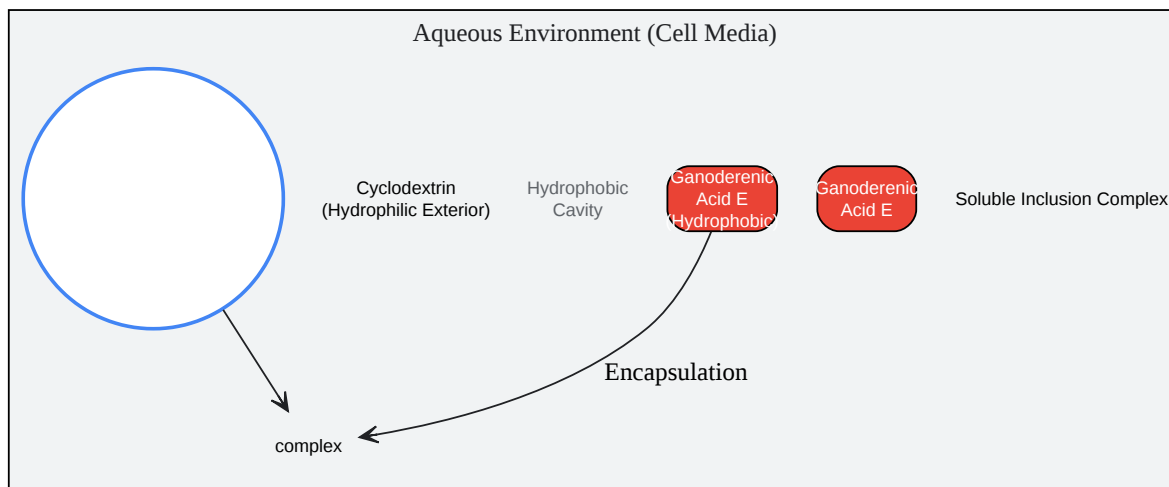 Aqueous Environment (Cell Media)
Cyclodextrin
(Hydrophilic Exterior)
Hydrophobic
Cavity
Ganoderenic
Acid E
(Hydrophobic)
Ganoderenic
Acid E
Soluble Inclusion Complex
Encapsulation
complex